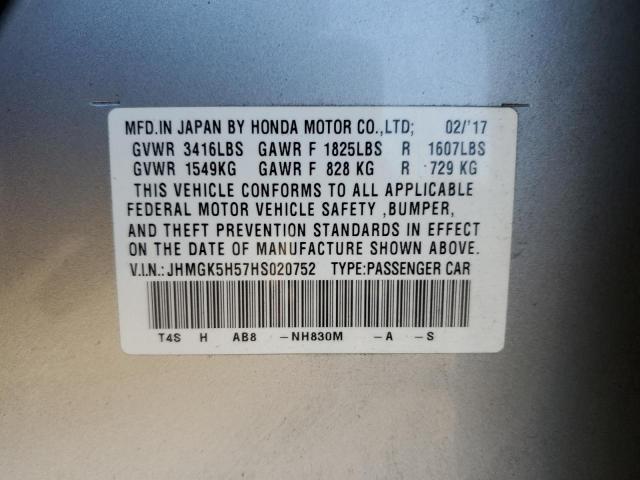 MFD.IN JAPAN BY HONDA MOTOR CO.,LTD; 02/'17
GVWR 3416LBS GAWR F 1825LBS R 1607LBS
GVWR 1549KG GAWR F 828 KG R 729 KG
THIS VEHICLE CONFORMS TO ALL APPLICABLE
FEDERAL MOTOR VEHICLE SAFETY ,BUMPER,
AND THEFT PREVENTION STANDARDS IN EFFECT
ON THE DATE OF MANUFACTURE SHOWN ABOVE.
V.I.N.: JHMGK5H57HS020752 TYPE:PASSENGER CAR
T4S H AB8 -NH830M -A -S